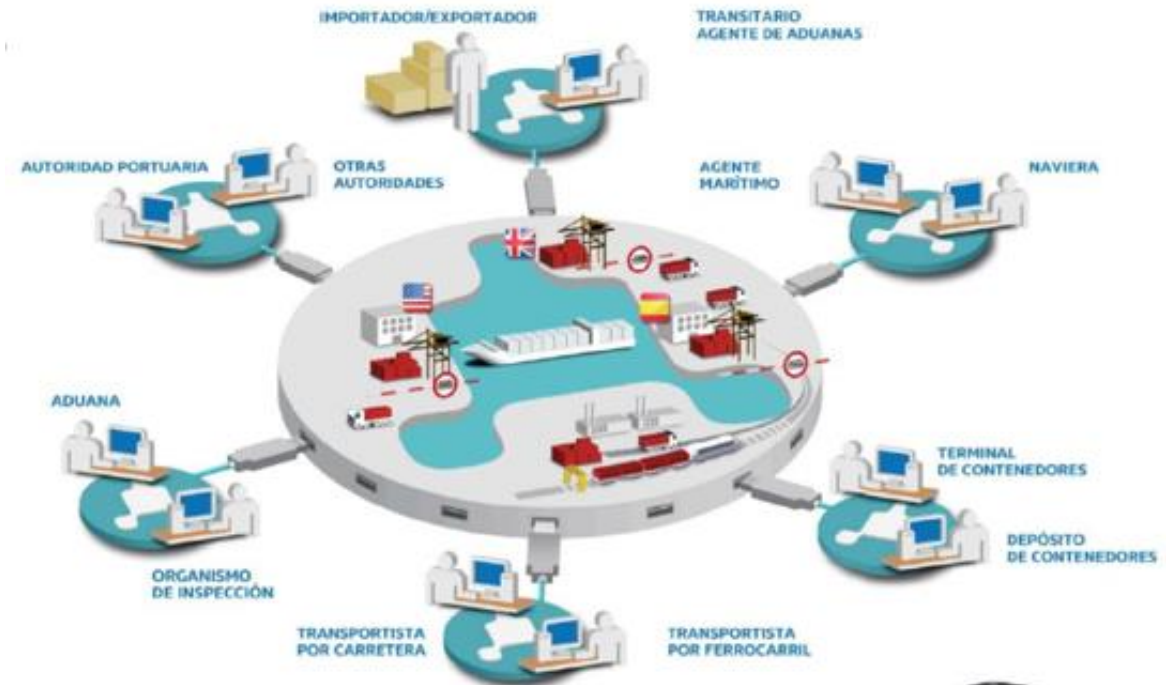 IMPORTADOR/EXPORTADOR
TRANSITARIO
AGENTE DE ADUANAS
AUTORIDAD PORTUARIA
OTRAS
AUTORIDADES
AGENTE
MARÍTIMO
NAVIERA
ADUANA
ORGANISMO
DE INSPECCIÓN
TERMINAL
DE CONTENEDORES
DEPÓSITO
DE CONTENEDORES
TRANSPORTISTA
POR CARRETERA
TRANSPORTISTA
POR FERROCARRIL